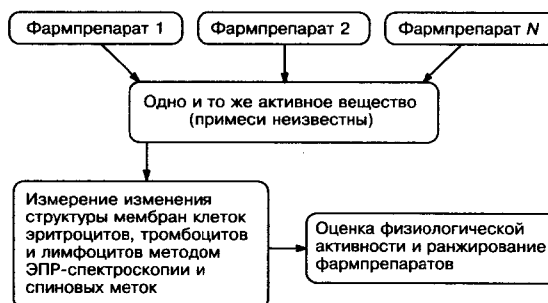 Фармпрепарат 1
Фармпрепарат 2
Фармпрепарат N
Одно и то же активное вещество
(примеси неизвестны)
Измерение изменения
структуры мембран клеток
эритроцитов, тромбоцитов
и лимфоцитов методом
ЭПР-спектроскопии и
спиновых меток
Оценка физиологической
активности и ранжирование
фармпрепаратов